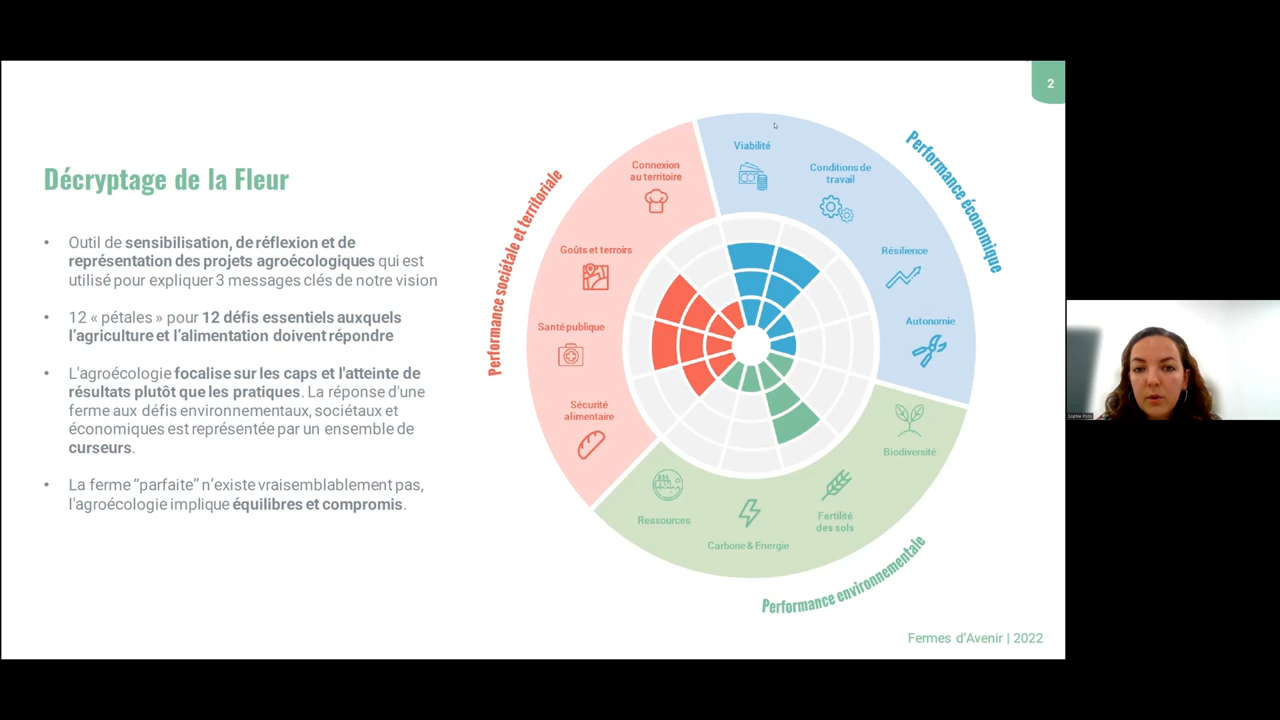 2
Décryptage de la Fleur
• Outil de sensibilisation, de réflexion et de
représentation des projets agroécologiques qui est
utilisé pour expliquer 3 messages clés de notre vision
• 12 « pétales » pour 12 défis essentiels auxquels
l'agriculture et l'alimentation doivent répondre
• L'agroécologie focalise sur les caps et l'atteinte de
résultats plutôt que les pratiques. La réponse d'une
ferme aux défis environnementaux, sociétaux et
économiques est représentée par un ensemble de
curseurs.
• La ferme “parfaite” n'existe vraisemblablement pas,
l'agroécologie implique équilibres et compromis.
Performance sociétale et territoriale
Connexion
au territoire
Goûts et terroirs
Santé publique
Sécurité
alimentaire
Performance économique
Viabilité
Conditions de
travail
Résilience
Autonomie
Biodiversité
Fertilité
des sols
Carbone & Energie
Ressources
Performance environnementale
Fermes d'Avenir | 2022